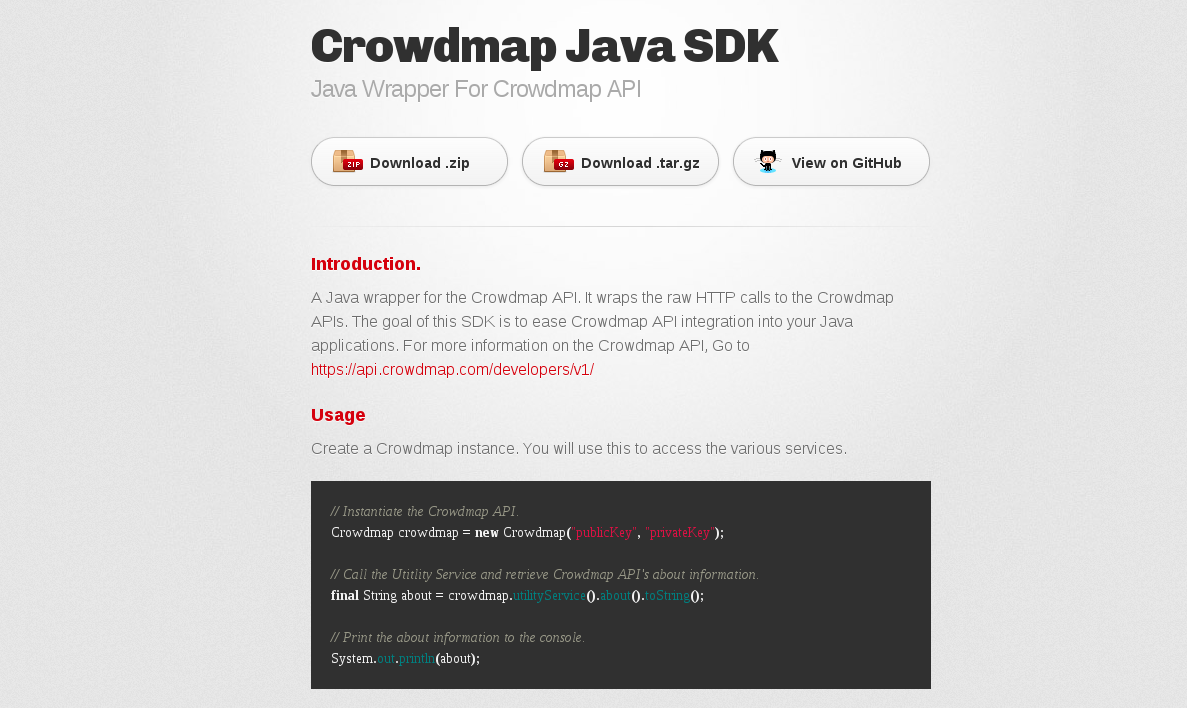 Crowdmap Java SDK
Java Wrapper For Crowdmap API
ZIP Download .zip
GZ Download .tar.gz
View on GitHub
Introduction.
A Java wrapper for the Crowdmap API. It wraps the raw HTTP calls to the Crowdmap
APIs. The goal of this SDK is to ease Crowdmap API integration into your Java
applications. For more information on the Crowdmap API, Go to
https://api.crowdmap.com/developers/v1/
Usage
Create a Crowdmap instance. You will use this to access the various services.
// Instantiate the Crowdmap API.
Crowdmap crowdmap = new Crowdmap("publicKey", "privateKey");
// Call the Utitlity Service and retrieve Crowdmap API's about information.
final String about = crowdmap.utilityService().about().toString();
// Print the about information to the console.
System.out.println(about);